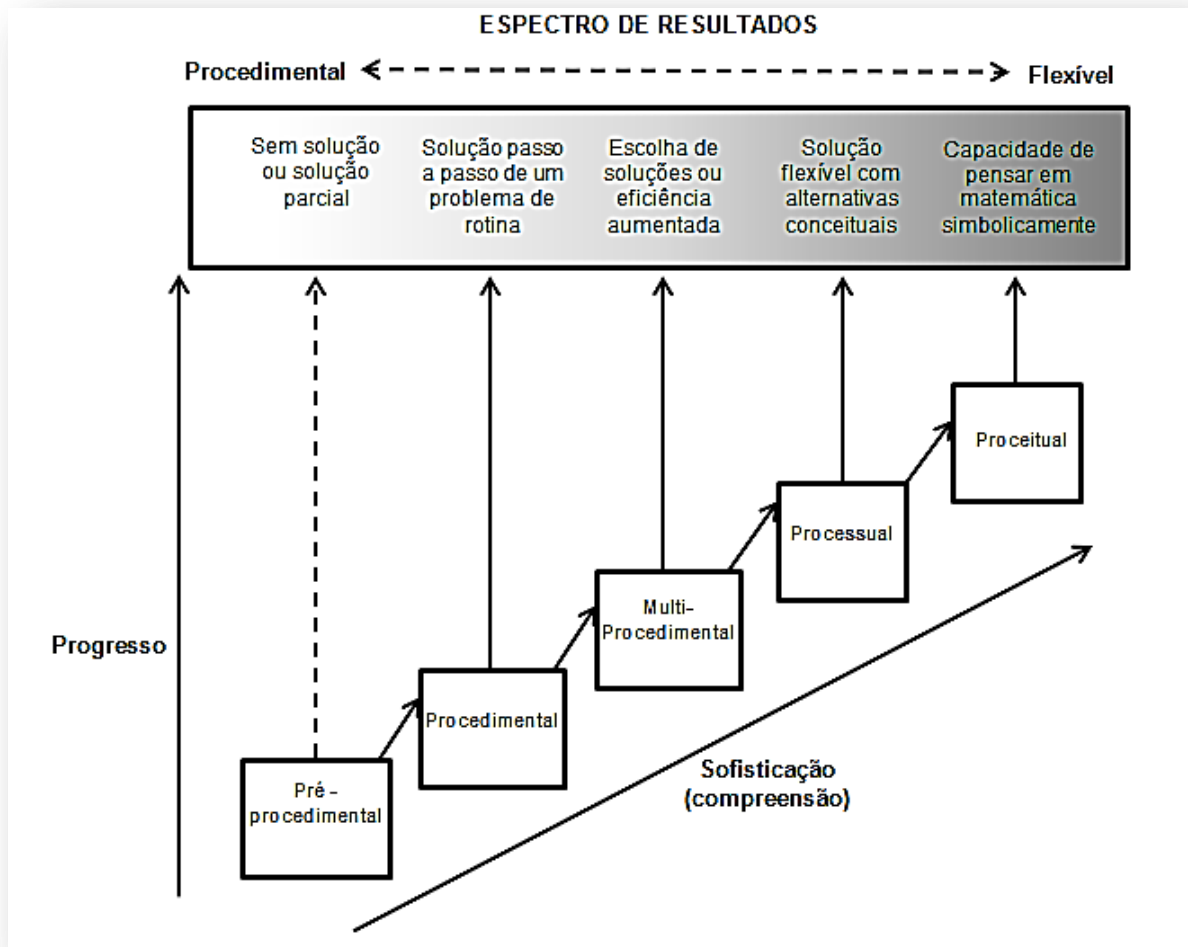 ESPECTRO DE RESULTADOS
Procedimental
Flexível
Sem solução
ou solução
parcial
Solução passo
a passo de um
problema de
rotina
Escolha de
soluções ou
eficiência
aumentada
Solução
flexível com
alternativas
conceituais
Capacidade de
pensar em
matemática
simbolicamente
Proceitual
Processual
Multi-
Procedimental
Progresso
Procedimental
Sofisticação
(compreensão)
Pré -
procedimental